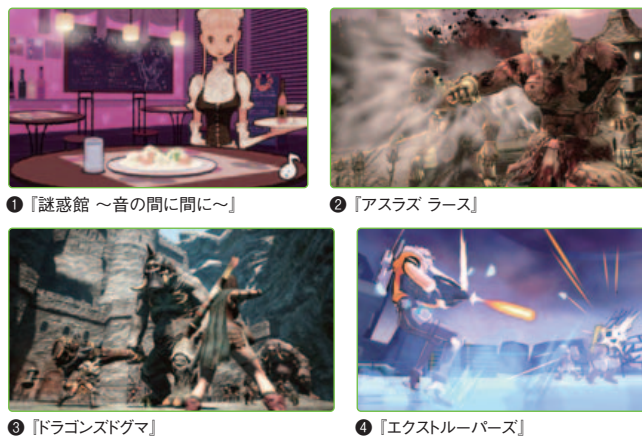 ❶『謎惑館 〜音の間に間に〜』
❷『アスラズ ラース』
❸『ドラゴンズドグマ』
❹『エクストルーパーズ』